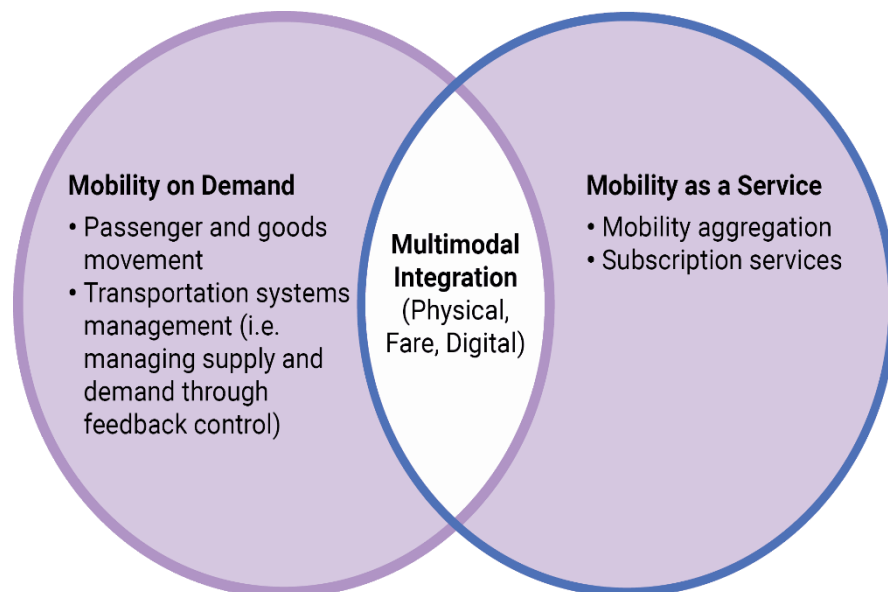 Mobility on Demand
• Passenger and goods
movement
• Transportation systems
management (i.e.
managing supply and
demand through
feedback control)
Multimodal
Integration
(Physical,
Fare, Digital)
Mobility as a Service
• Mobility aggregation
• Subscription services